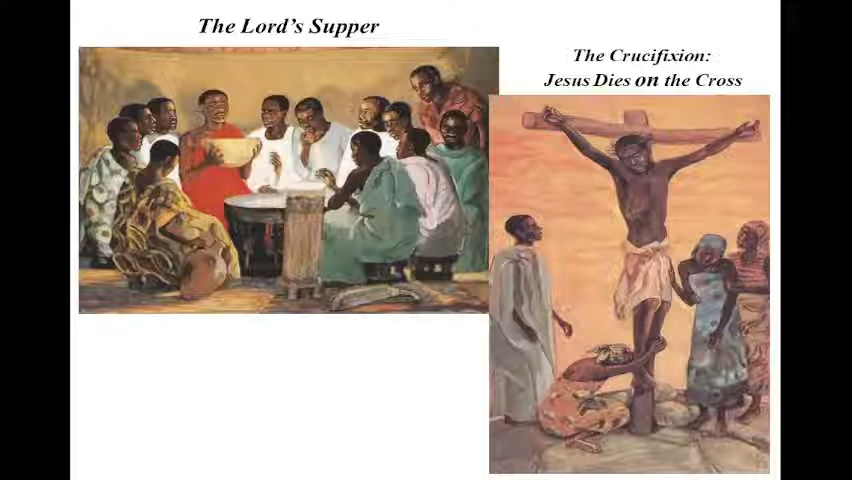 The Lord's Supper
The Crucifixion:
Jesus Dies on the Cross